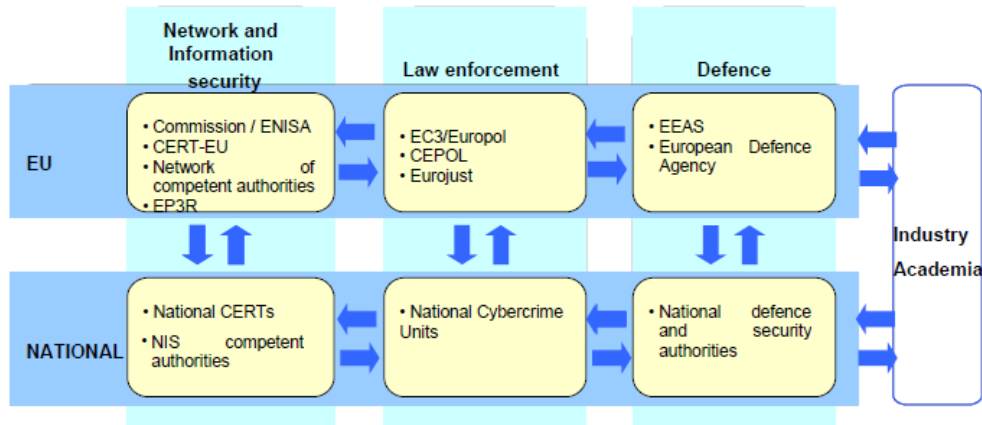 Network and
Information
security
Law enforcement
Defence
EU
• Commission / ENISA
• CERT-EU
• Network of
competent authorities
• EP3R
• EC3/Europol
• CEPOL
• Eurojust
• EEAS
• European Defence
Agency
Industry
Academia
NATIONAL
• National CERTs
• NIS competent
authorities
• National Cybercrime
Units
• National defence
and security
authorities